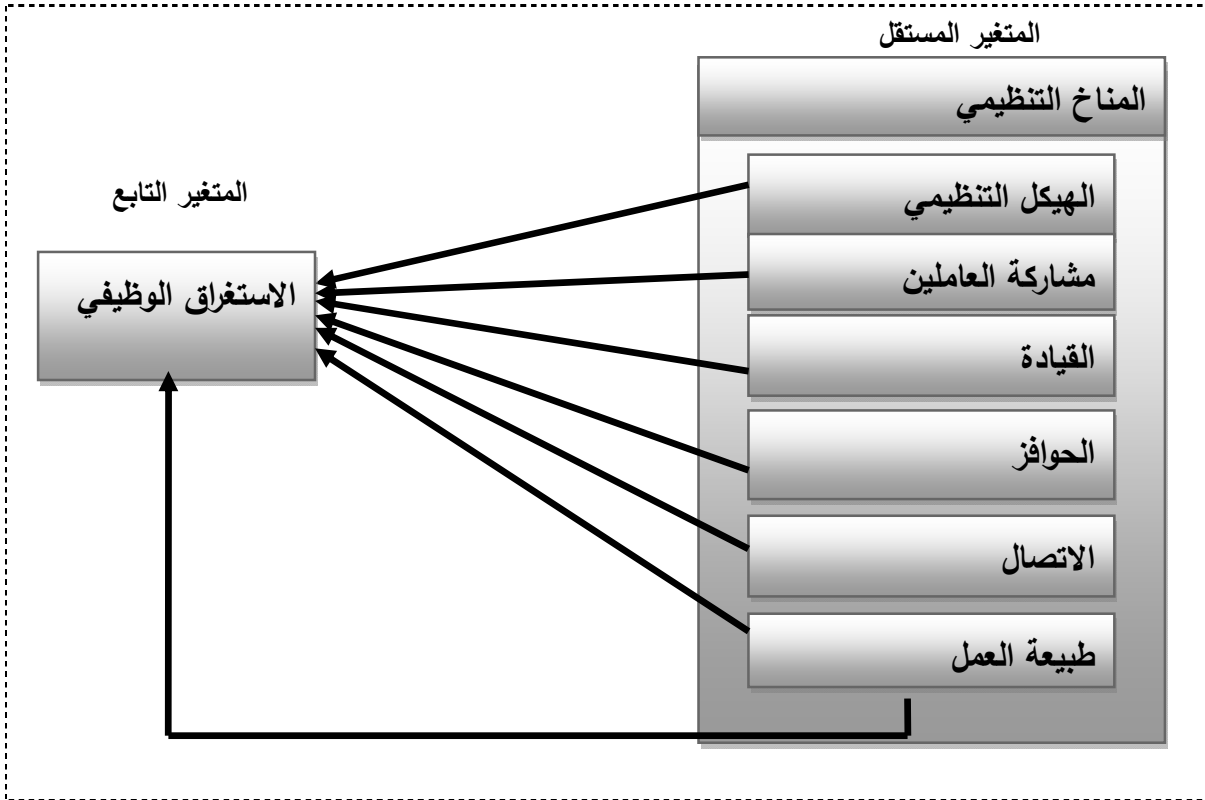 المتغير المستقل
المناخ التنظيمي
الهيكل التنظيمي
مشاركة العاملين
القيادة
الحوافز
الاتصال
طبيعة العمل
المتغير التابع
الاستغراق الوظيفي